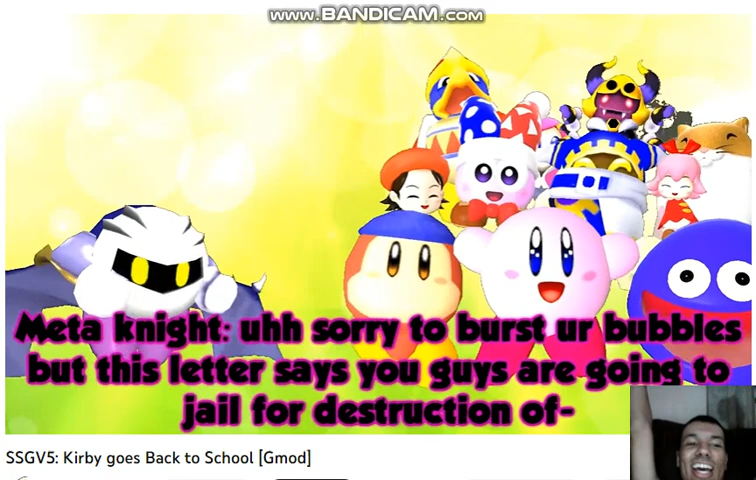 www.BANDICAM.com
Meta knight: uhh sorry to burst ur bubbles
but this letter says you guys are going to
jail for destruction of-
SSGV5: Kirby goes Back to School [Gmod]